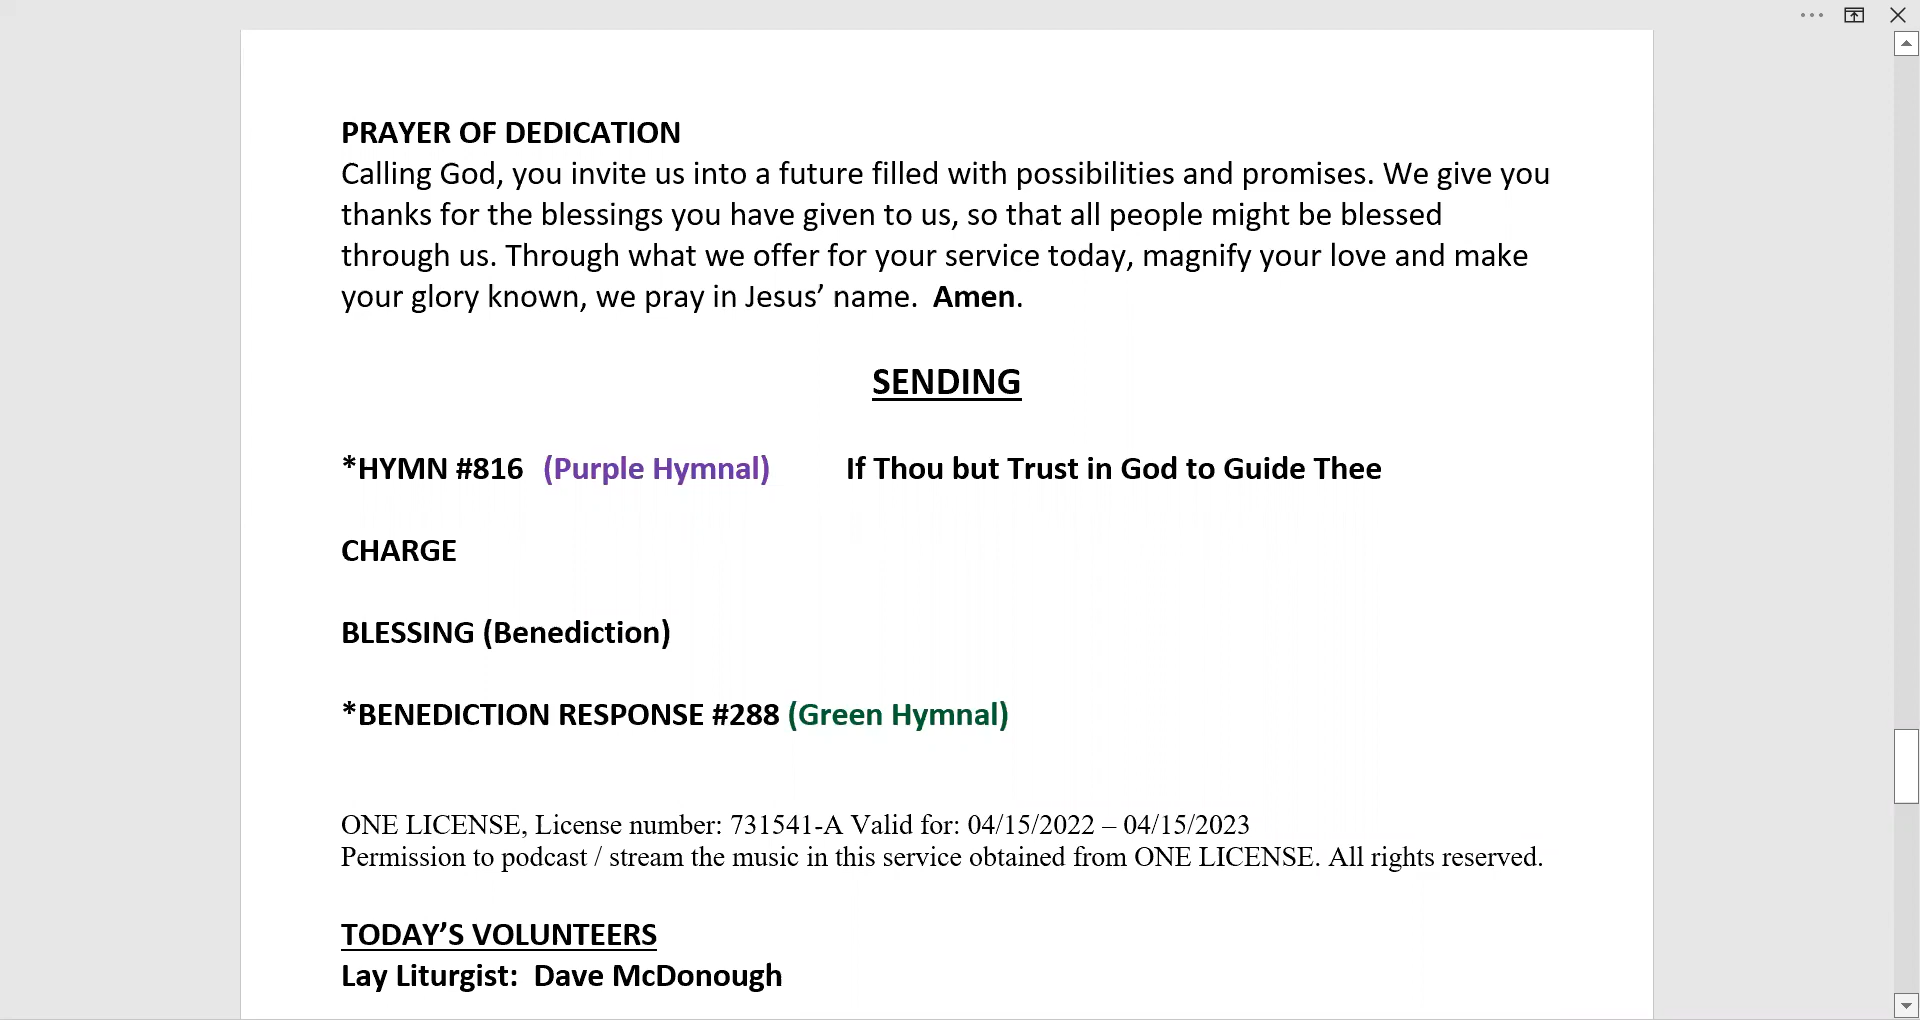 PRAYER OF DEDICATION
Calling God, you invite us into a future filled with possibilities and promises. We give you
thanks for the blessings you have given to us, so that all people might be blessed
through us. Through what we offer for your service today, magnify your love and make
your glory known, we pray in Jesus’ name.  Amen.
SENDING
*HYMN #816  (Purple Hymnal)  If Thou but Trust in God to Guide Thee
CHARGE
BLESSING (Benediction)
*BENEDICTION RESPONSE #288 (Green Hymnal)
ONE LICENSE, License number: 731541-A Valid for: 04/15/2022 – 04/15/2023
Permission to podcast / stream the music in this service obtained from ONE LICENSE. All rights reserved.
TODAY’S VOLUNTEERS
Lay Liturgist:  Dave McDonough